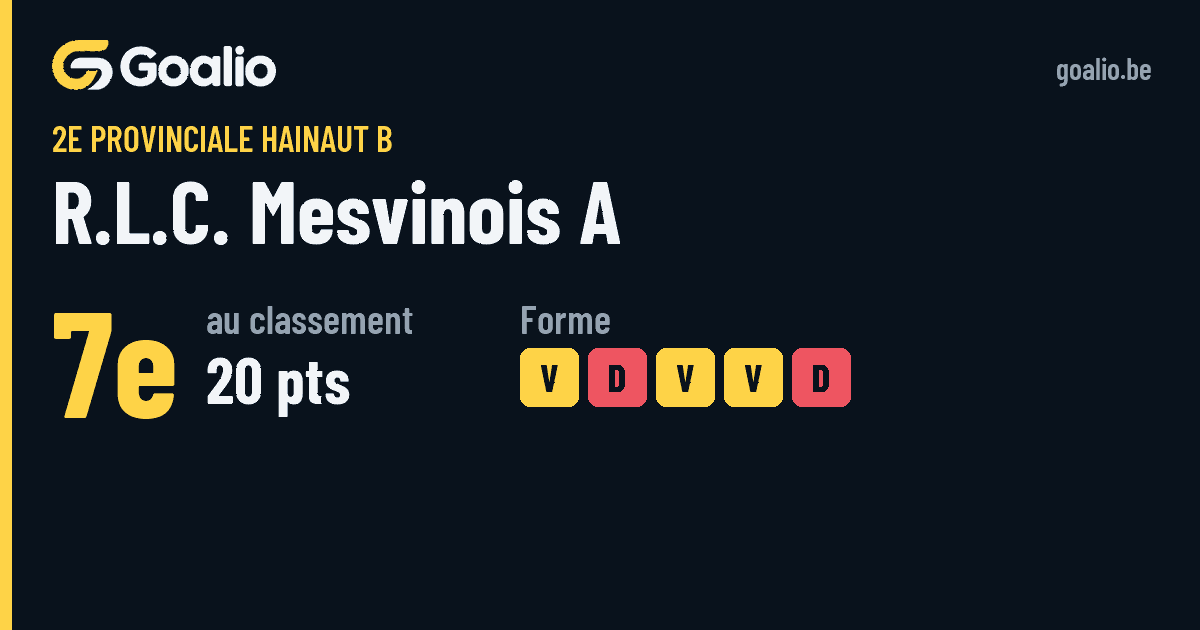 Goalio
goalio.be
2E PROVINCIALE HAINAUT B
R.L.C. Mesvinois A
7e
au classement
20 pts
Forme
V D V V D